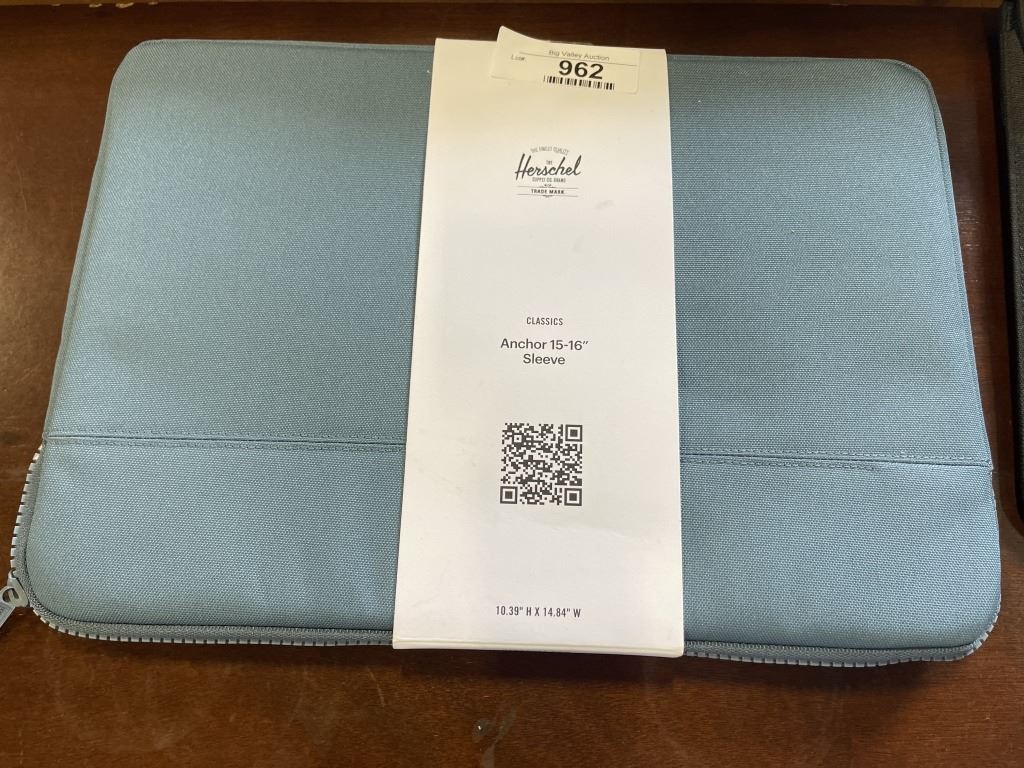 Big Valley Auction
Lot#:
962
THE FINEST QUALITY
THE
Herschel
SUPPLY CO. BRAND
TRADE MARK
CLASSICS
Anchor 15-16"
Sleeve
10.39" H X 14.84" W